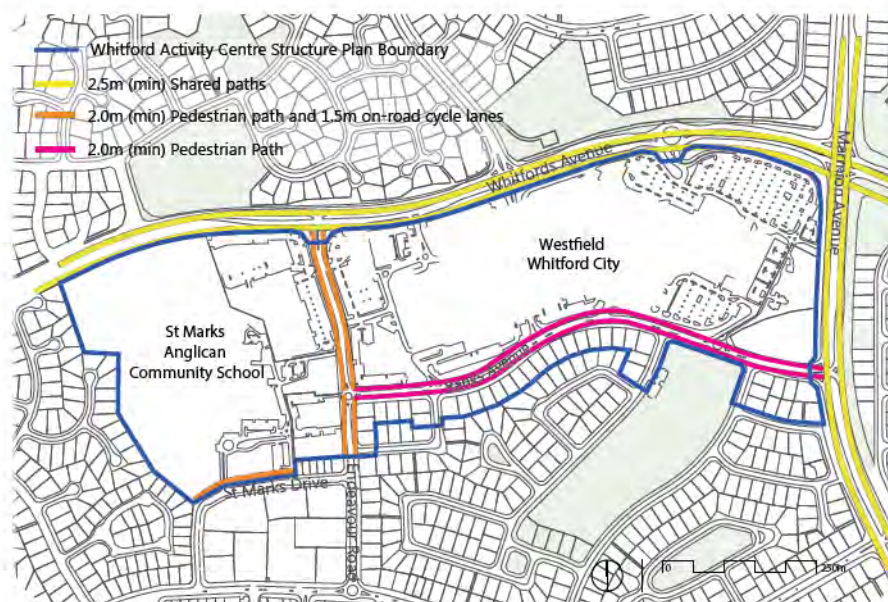 Whitford Activity Centre Structure Plan Boundary
2.5m (min) Shared paths
2.0m (min) Pedestrian path and 1.5m on-road cycle lanes
2.0m (min) Pedestrian Path
Whitfords Avenue
Marmion Avenue
Westfield
Whitford City
St Marks
Anglican
Community School
Banks Avenue
St Marks Drive
Endeavour Road
0
250m